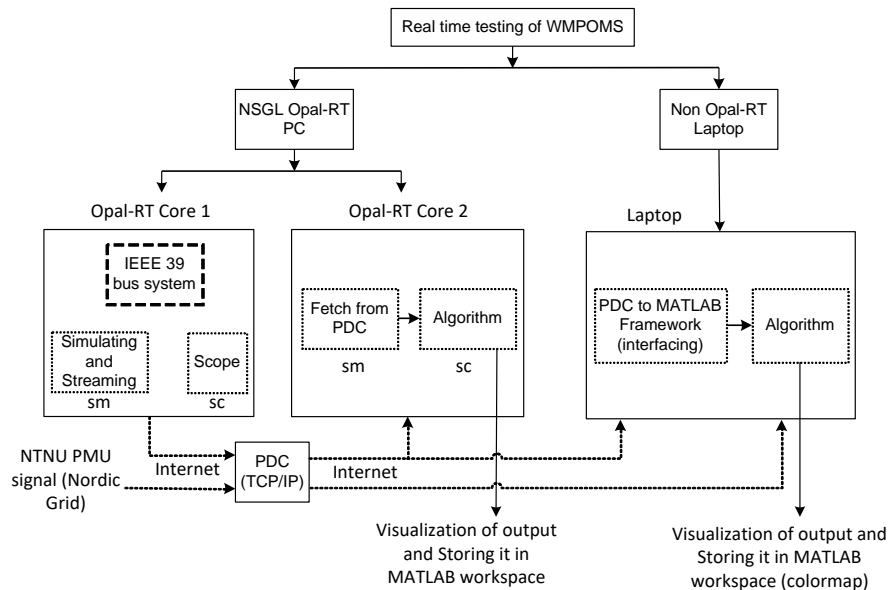 Real time testing of WMPOMS
NSGL Opal-RT
PC
Non Opal-RT
Laptop
Opal-RT Core 1
Opal-RT Core 2
Laptop
IEEE 39
bus system
Simulating
and
Streaming
sm
Scope
sc
Fetch from
PDC
sm
Algorithm
sc
PDC to MATLAB
Framework
(interfacing)
Algorithm
NTNU PMU
signal (Nordic
Grid)
Internet
PDC
(TCP/IP)
Internet
Visualization of output
and Storing it in
MATLAB workspace
Visualization of output and
Storing it in MATLAB
workspace (colormap)